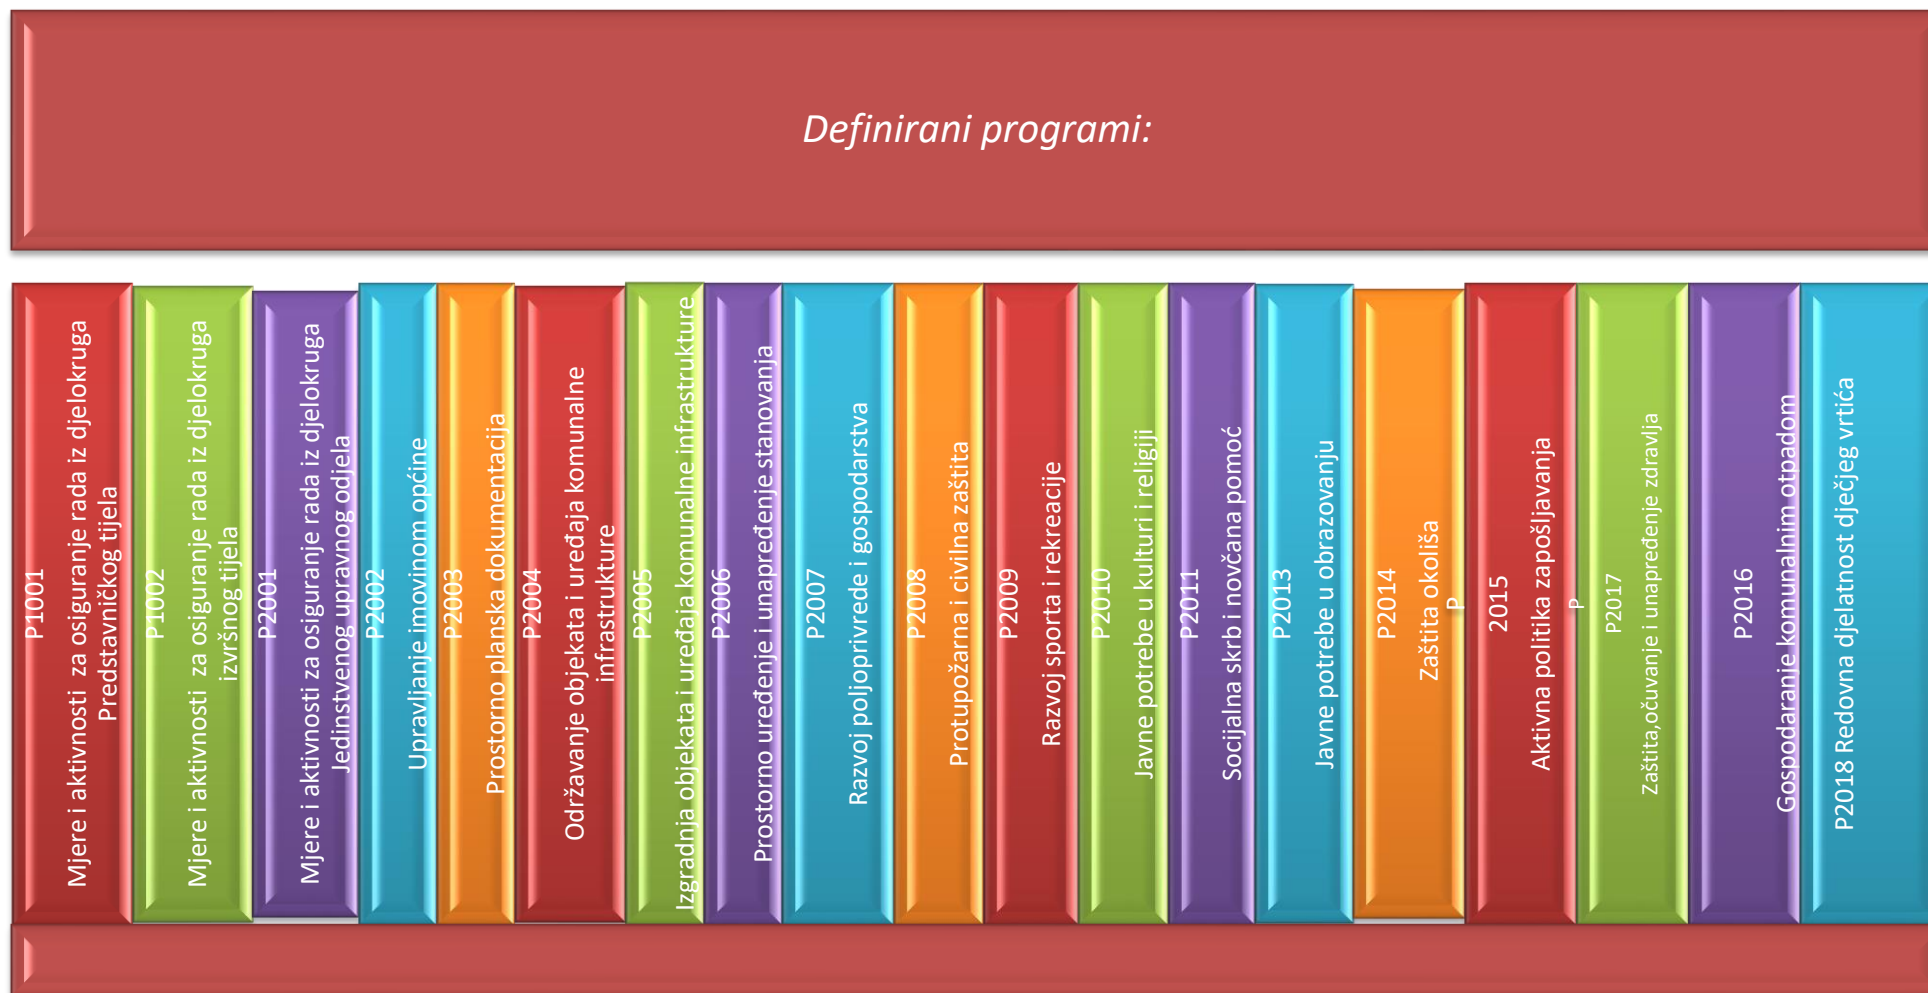 Definirani programi:
P1001
Mjere i aktivnosti za osiguranje rada iz djelokruga
Predstavničkog tijela
P1002
Mjere i aktivnosti za osiguranje rada iz djelokruga
izvršnog tijela
P2001
Mjere i aktivnosti za osiguranje rada iz djelokruga
Jedinstvenog upravnog odjela
P2002
Upravljanje imovinom općine
P2003
Prostorno planska dokumentacija
P2004
Održavanje objekata i uređaja komunalne
infrastrukture
P2005
Izgradnja objekata i uređaja komunalne infrastrukture
P2006
Prostorno uređenje i unapređenje stanovanja
P2007
Razvoj poljoprivrede i gospodarstva
P2008
Protupožarna i civilna zaštita
P2009
Razvoj sporta i rekreacije
P2010
Javne potrebe u kulturi i religiji
P2011
Socijalna skrb i novčana pomoć
P2013
Javne potrebe u obrazovanju
P2014
Zaštita okoliša
P
2015
Aktivna politika zapošljavanja
P
P2017
Zaštita,očuvanje i unapređenje zdravlja
P2016
Gospodaranje komunalnim otpadom
P2018 Redovna djelatnost dječjeg vrtića